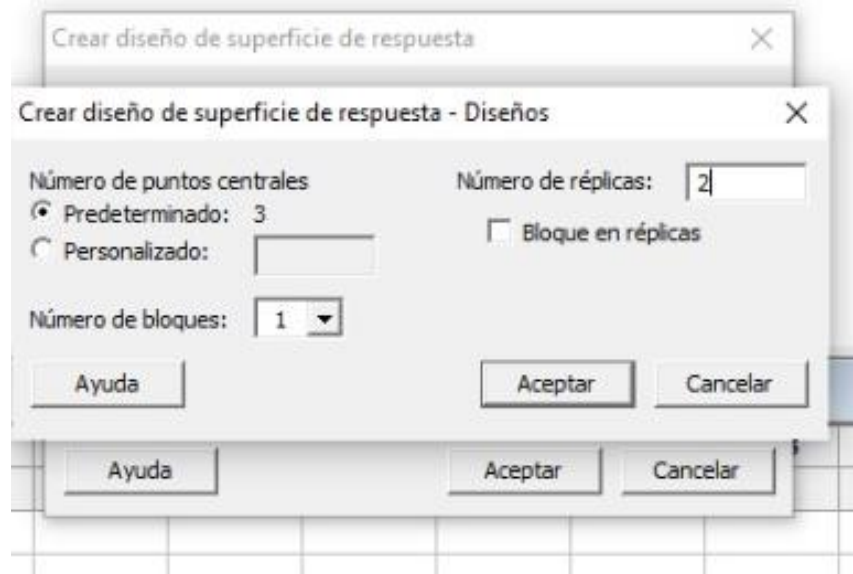 Crear diseño de superficie de respuesta
Crear diseño de superficie de respuesta - Diseños
Número de puntos centrales
Predeterminado: 3
Personalizado:
Número de réplicas: 2
Bloque en réplicas
Número de bloques: 1
Ayuda
Aceptar
Cancelar
Ayuda
Aceptar
Cancelar